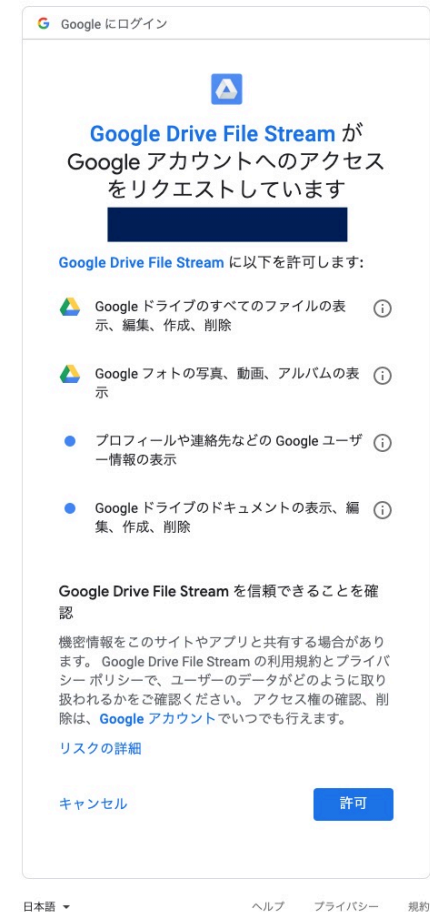 Google にログイン
Google Drive File Stream が
Google アカウントへのアクセス
をリクエストしています
Google Drive File Stream に以下を許可します:
Google ドライブのすべてのファイルの表
示、編集、作成、削除
Google フォトの写真、動画、アルバムの表
示
プロフィールや連絡先などの Google ユーザ
ー情報の表示
Google ドライブのドキュメントの表示、編
集、作成、削除
Google Drive File Stream を信頼できることを確
認
機密情報をこのサイトやアプリと共有する場合があり
ます。 Google Drive File Stream の利用規約とプライバ
シー ポリシーで、ユーザーのデータがどのように取り
扱われるかをご確認ください。 アクセス権の確認、削
除は、Google アカウントでいつでも行えます。
リスクの詳細
キャンセル
許可
日本語
ヘルプ プライバシー 規約